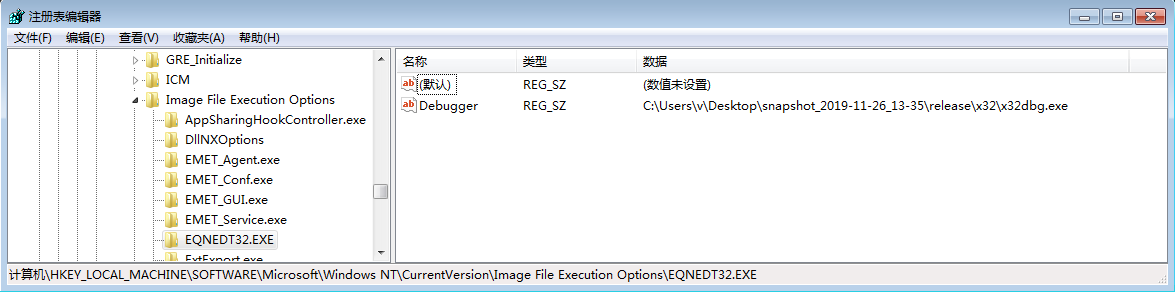 注册表编辑器
文件(F) 编辑(E) 查看(V) 收藏夹(A) 帮助(H)
GRE_Initialize
ICM
Image File Execution Options
AppSharingHookController.exe
DllNXOptions
EMET_Agent.exe
EMET_Conf.exe
EMET_GUI.exe
EMET_Service.exe
EQNEDT32.EXE
ExtExport.exe
名称 类型 数据
ab (默认) REG_SZ (数值未设置)
ab Debugger REG_SZ C:\Users\v\Desktop\snapshot_2019-11-26_13-35\release\x32\x32dbg.exe
计算机\HKEY_LOCAL_MACHINE\SOFTWARE\Microsoft\Windows NT\CurrentVersion\Image File Execution Options\EQNEDT32.EXE